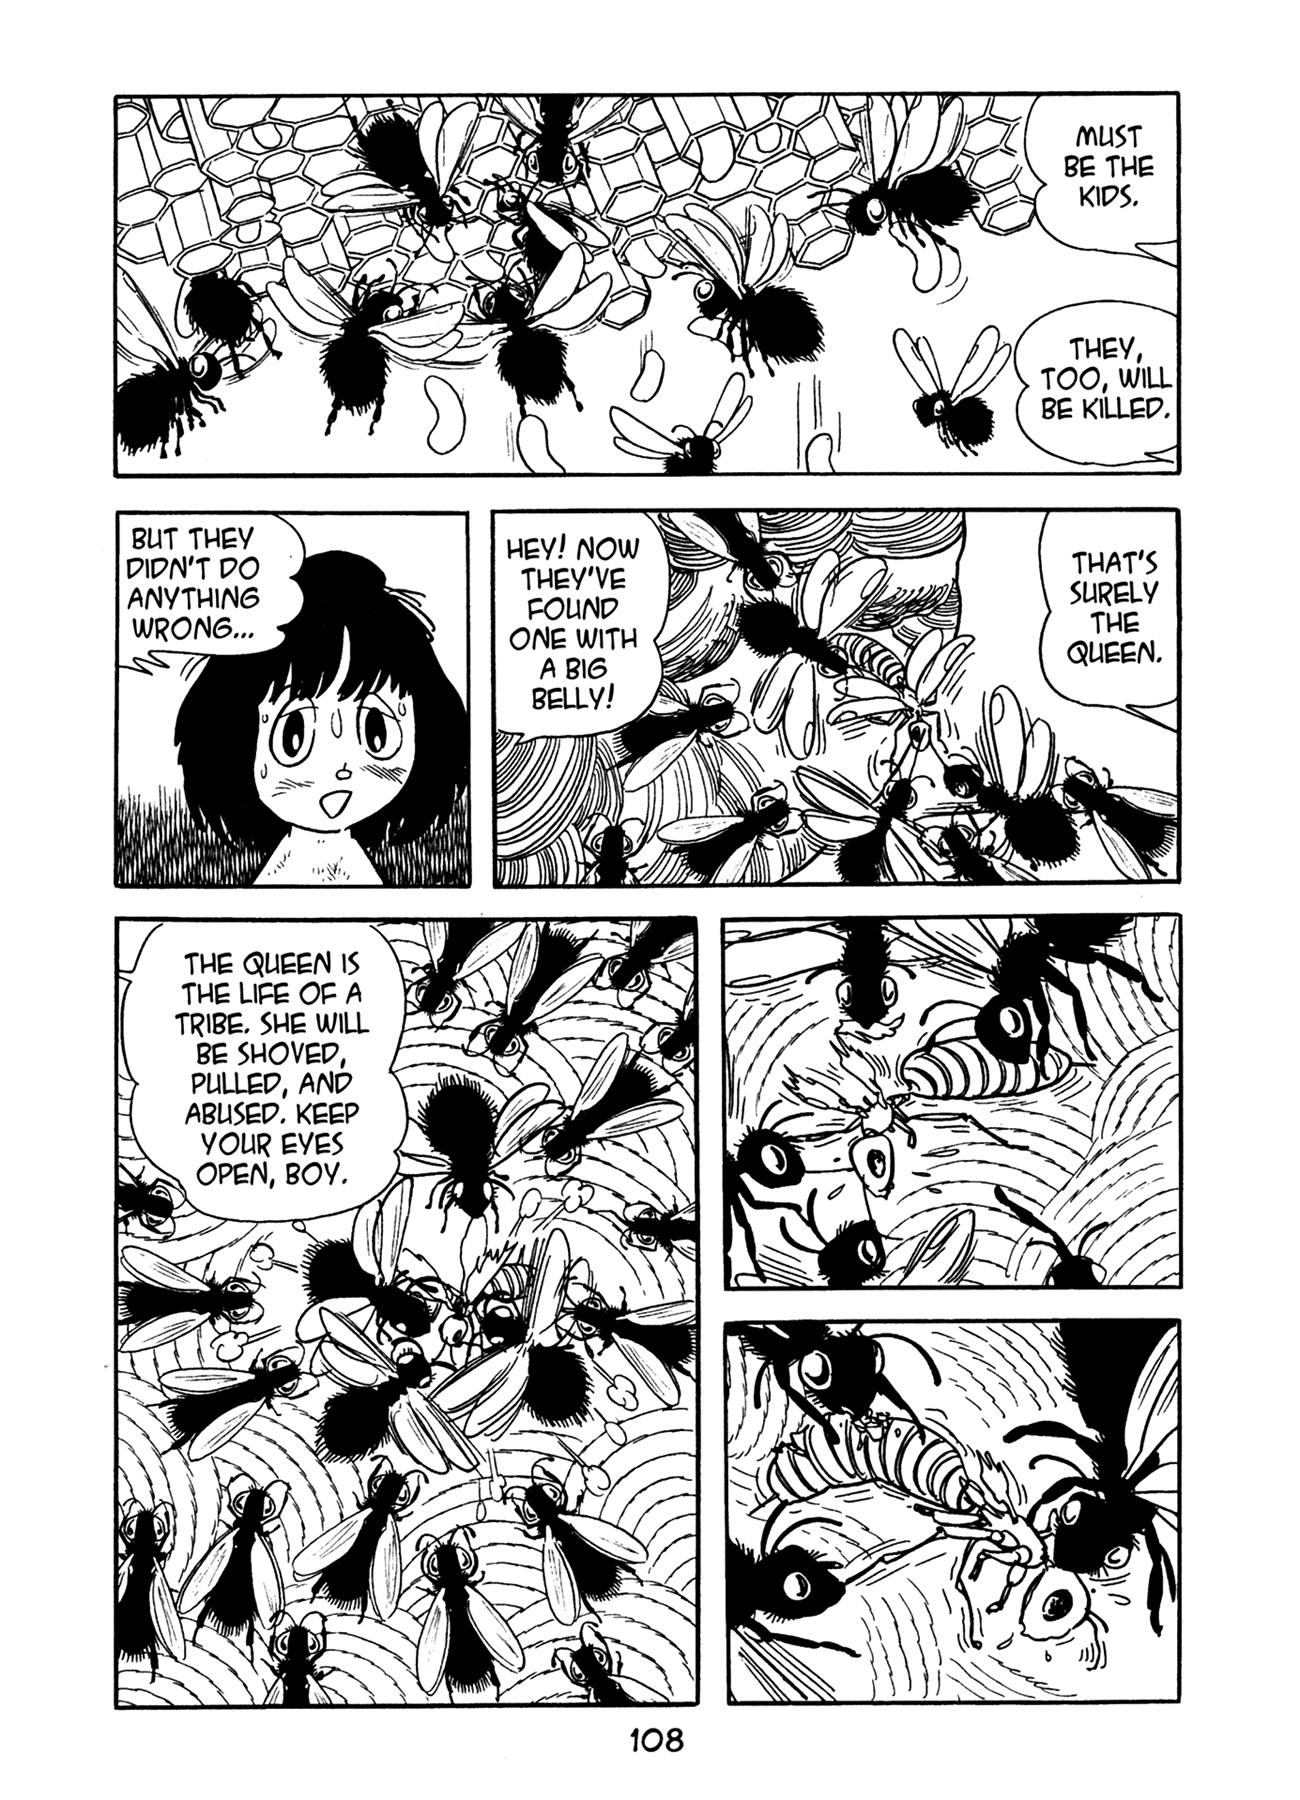 MUST
BE THE
KIDS.
THEY,
TOO, WILL
BE KILLED.
BUT THEY
DIDN'T DO
ANYTHING
WRONG...
HEY! NOW
THEY'VE
FOUND
ONE WITH
A BIG
BELLY!
THAT'S
SURELY
THE
QUEEN.
THE QUEEN IS
THE LIFE OF A
TRIBE. SHE WILL
BE SHOVED,
PULLED, AND
ABUSED. KEEP
YOUR EYES
OPEN, BOY.
108